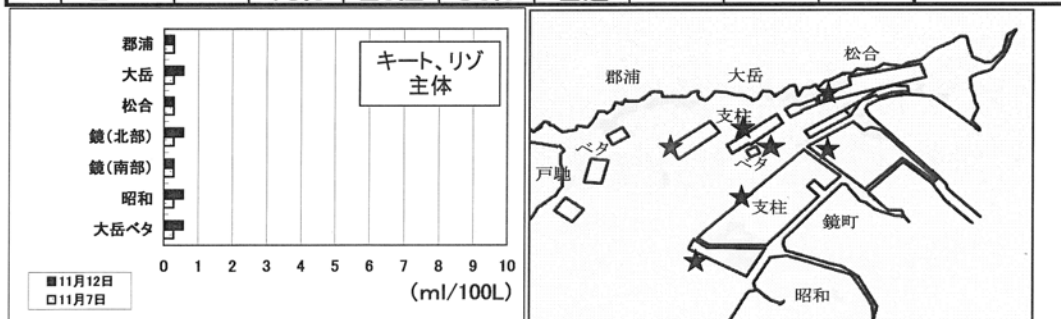 キート、リゾ
主体
郡浦
大岳
松合
鏡(北部)
鏡(南部)
昭和
大岳ベタ
0 1 2 3 4 5 6 7 8 9 10
(ml/100L)
■11月12日
□11月7日
松合
郡浦
大岳
支柱
ベタ
ベタ
戸馳
支柱
鏡町
昭和